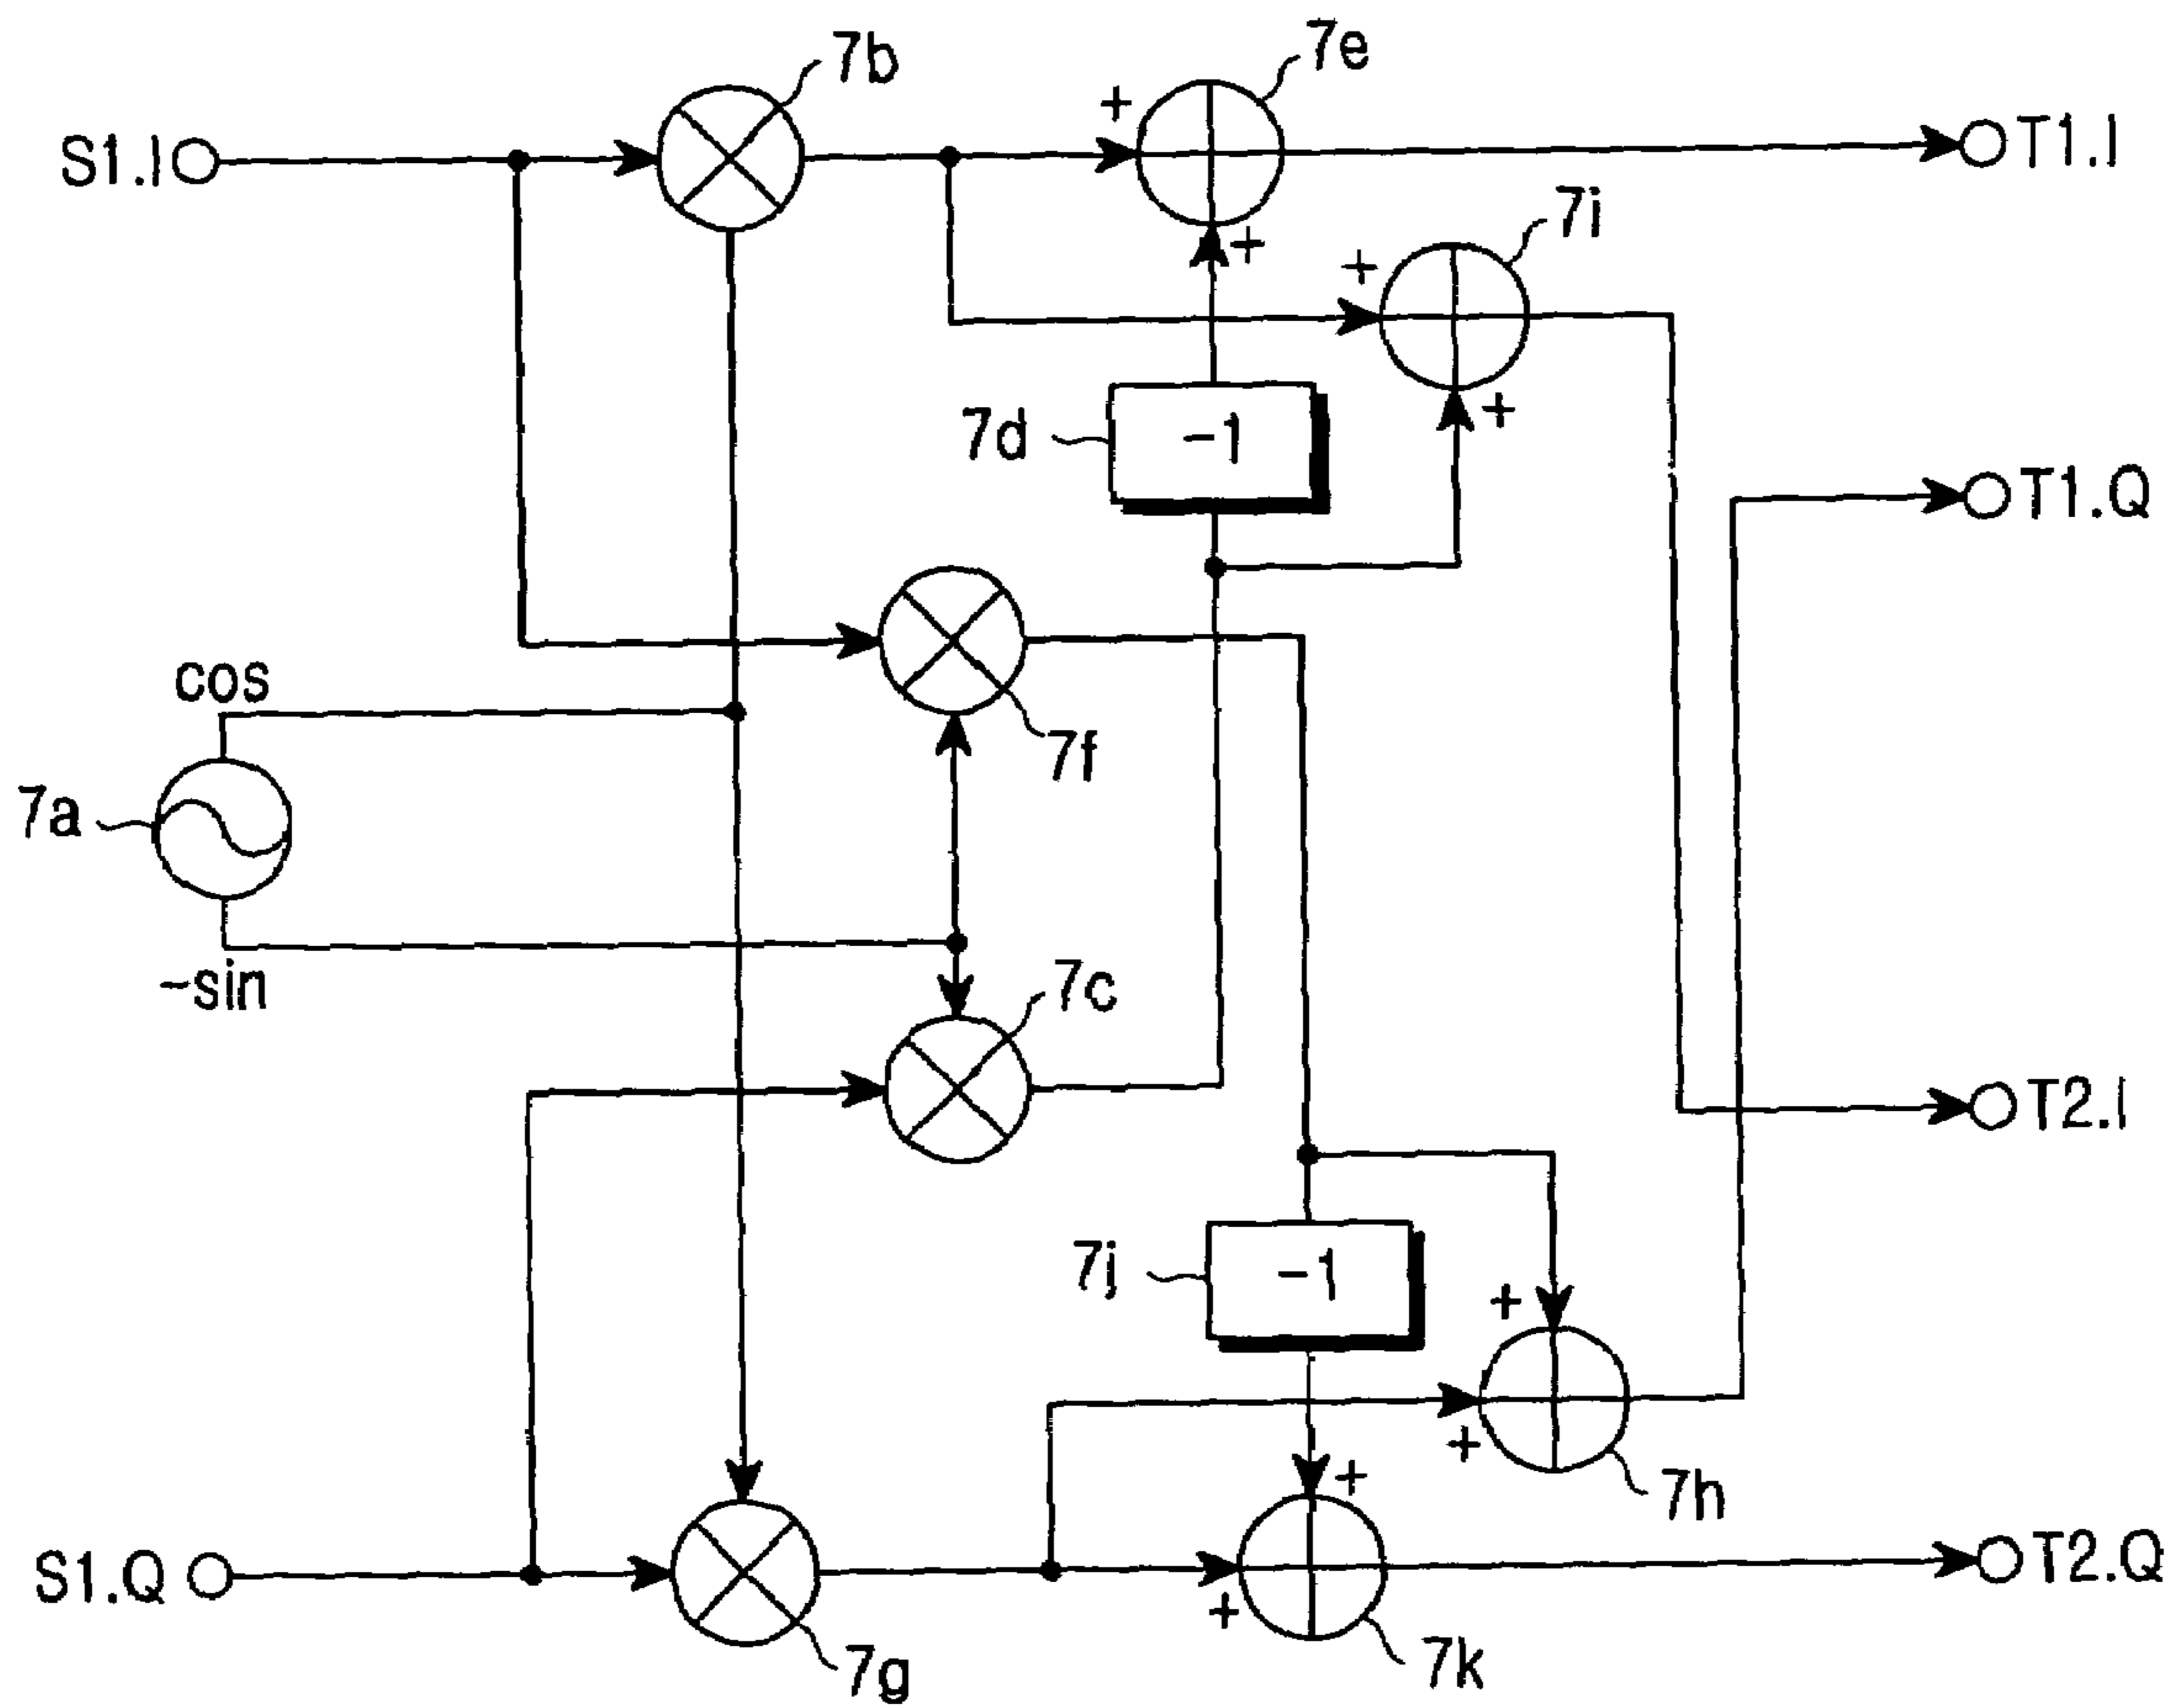 7b
7e
+
S1.I
T1.I
+
7i
+
7d
-1
+
T1.Q
cos
7f
7a
-sin
7c
T2.I
7j
-1
+
+
7h
+
S1.Q
+
T2.Q
7g
7k